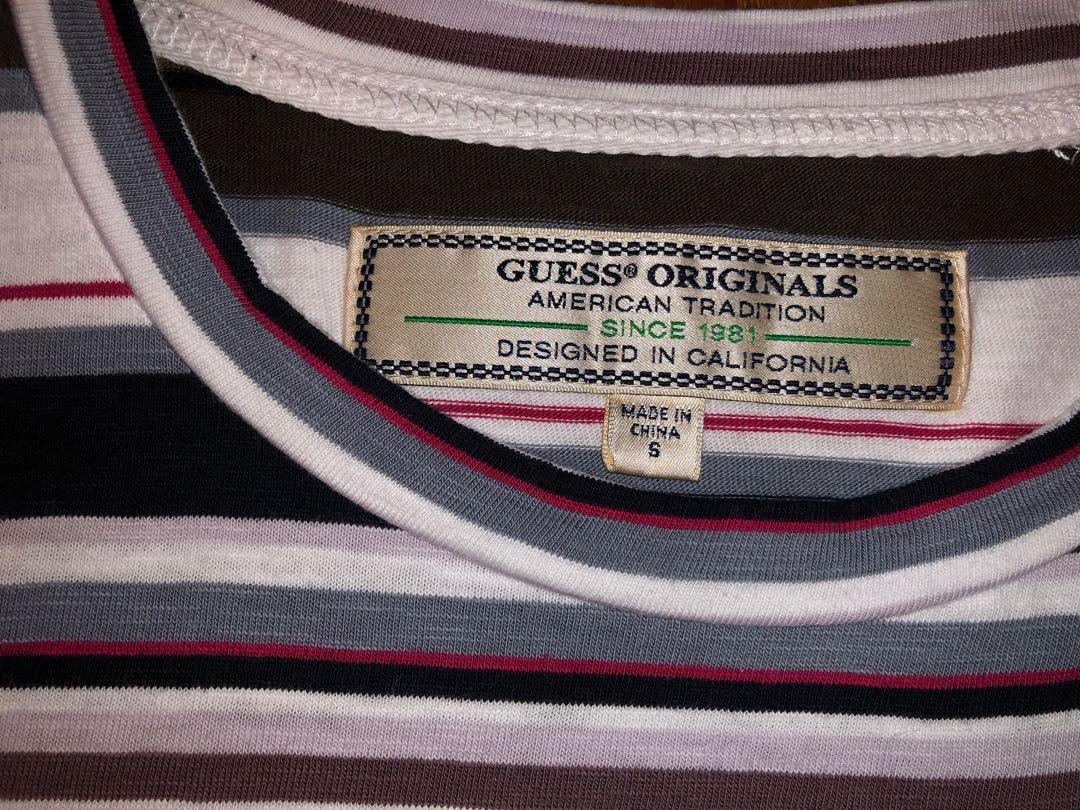 GUESS® ORIGINALS
AMERICAN TRADITION
SINCE 1981
DESIGNED IN CALIFORNIA
MADE IN
CHINA
S